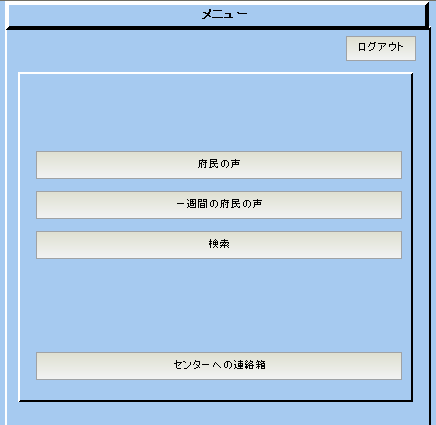 メニュー
ログアウト
府民の声
一週間の府民の声
検索
センターへの連絡箱